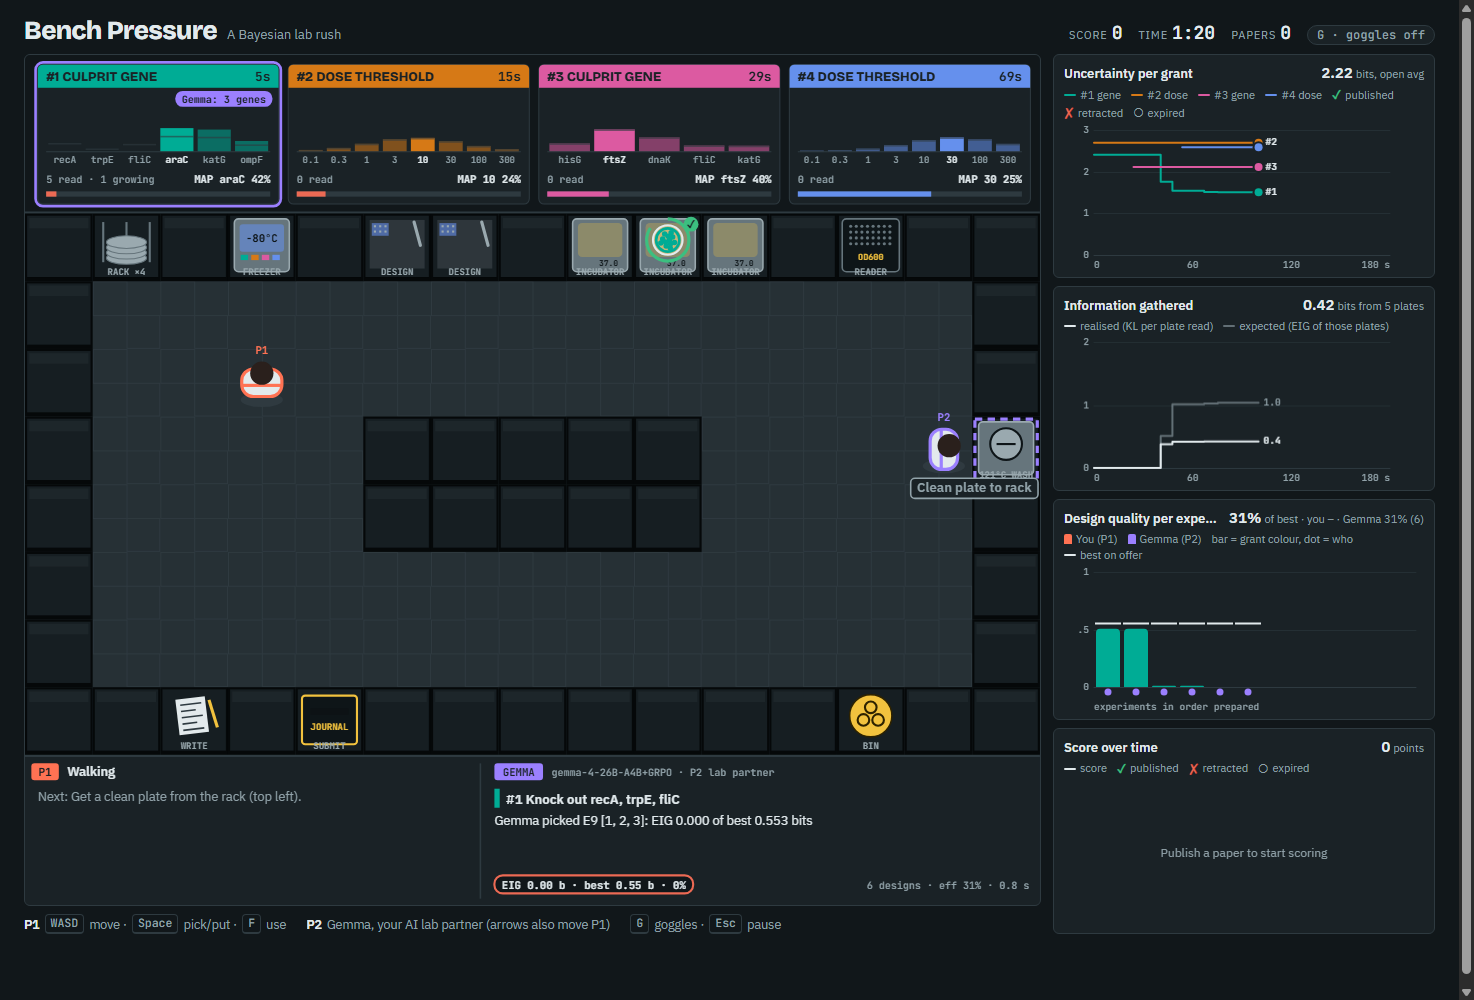 Bench Pressure A Bayesian lab rush
SCORE 0 TIME 1:20 PAPERS 0 G · goggles off
#1 CULPRIT GENE 5s
Gemma: 3 genes
recA trpE fliC araC katG ompF
5 read · 1 growing MAP araC 42%
#2 DOSE THRESHOLD 15s
0.1 0.3 1 3 10 30 100 300
0 read MAP 10 24%
#3 CULPRIT GENE 29s
hisG ftsZ dnaK fliC katG
0 read MAP ftsZ 40%
#4 DOSE THRESHOLD 69s
0.1 0.3 1 3 10 30 100 300
0 read MAP 30 25%
RACK ×4
-80°C
FREEZER
DESIGN
DESIGN
37.0
INCUBATOR
37.0
INCUBATOR
37.0
INCUBATOR
OD600
READER
P1
P2
121°C WASH
Clean plate to rack
WRITE
JOURNAL
SUBMIT
BIN
P1 Walking
Next: Get a clean plate from the rack (top left).
GEMMA gemma-4-26B-A4B+GRPO · P2 lab partner
#1 Knock out recA, trpE, fliC
Gemma picked E9 [1, 2, 3]: EIG 0.000 of best 0.553 bits
EIG 0.00 b · best 0.55 b · 0%
6 designs · eff 31% · 0.8 s
P1 WASD move · Space pick/put · F use P2 Gemma, your AI lab partner (arrows also move P1) G goggles · Esc pause
Uncertainty per grant 2.22 bits, open avg
#1 gene #2 dose #3 gene #4 dose published
retracted expired
3
2
1
0
#2
#3
#1
0 60 120 180 s
Information gathered 0.42 bits from 5 plates
realised (KL per plate read) expected (EIG of those plates)
2
1
0
1.0
0.4
0 60 120 180 s
Design quality per expe... 31% of best · you – · Gemma 31% (6)
You (P1) Gemma (P2) bar = grant colour, dot = who
best on offer
1
.5
0
experiments in order prepared
Score over time 0 points
score published retracted expired
Publish a paper to start scoring